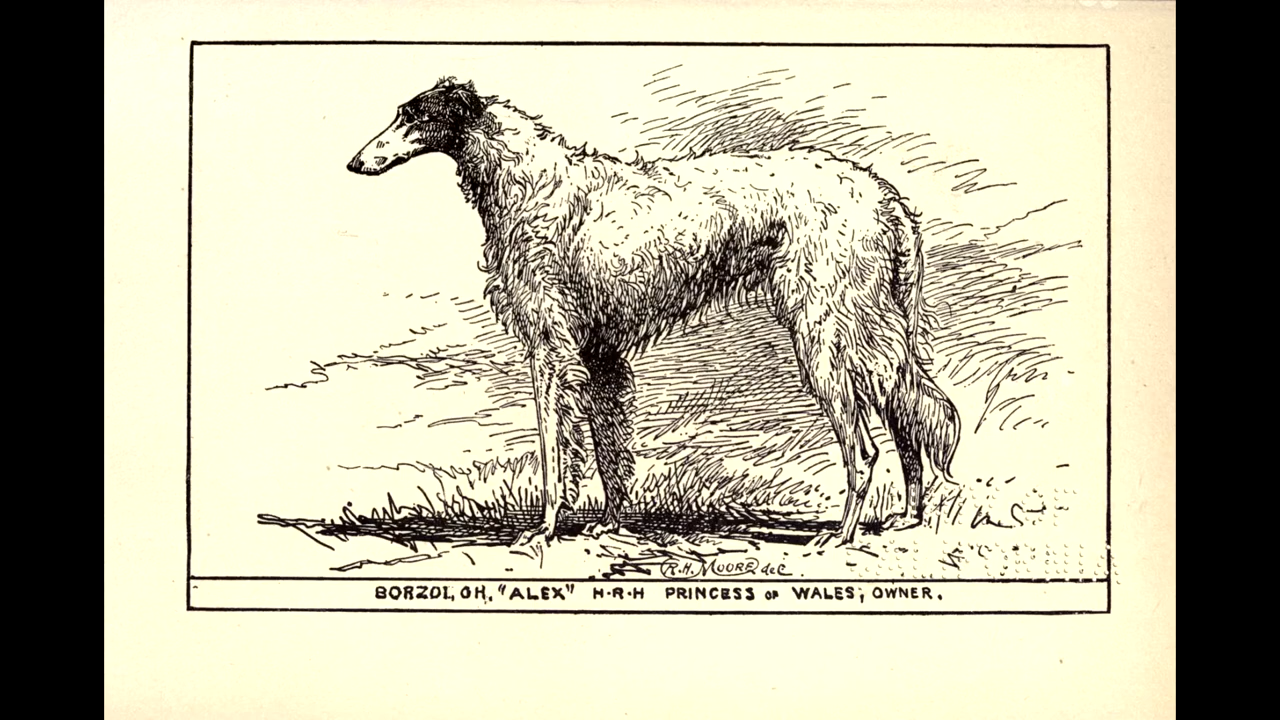 R.H. MOORE del.
BORZOI, CH, "ALEX" H·R·H PRINCESS OF WALES, OWNER.